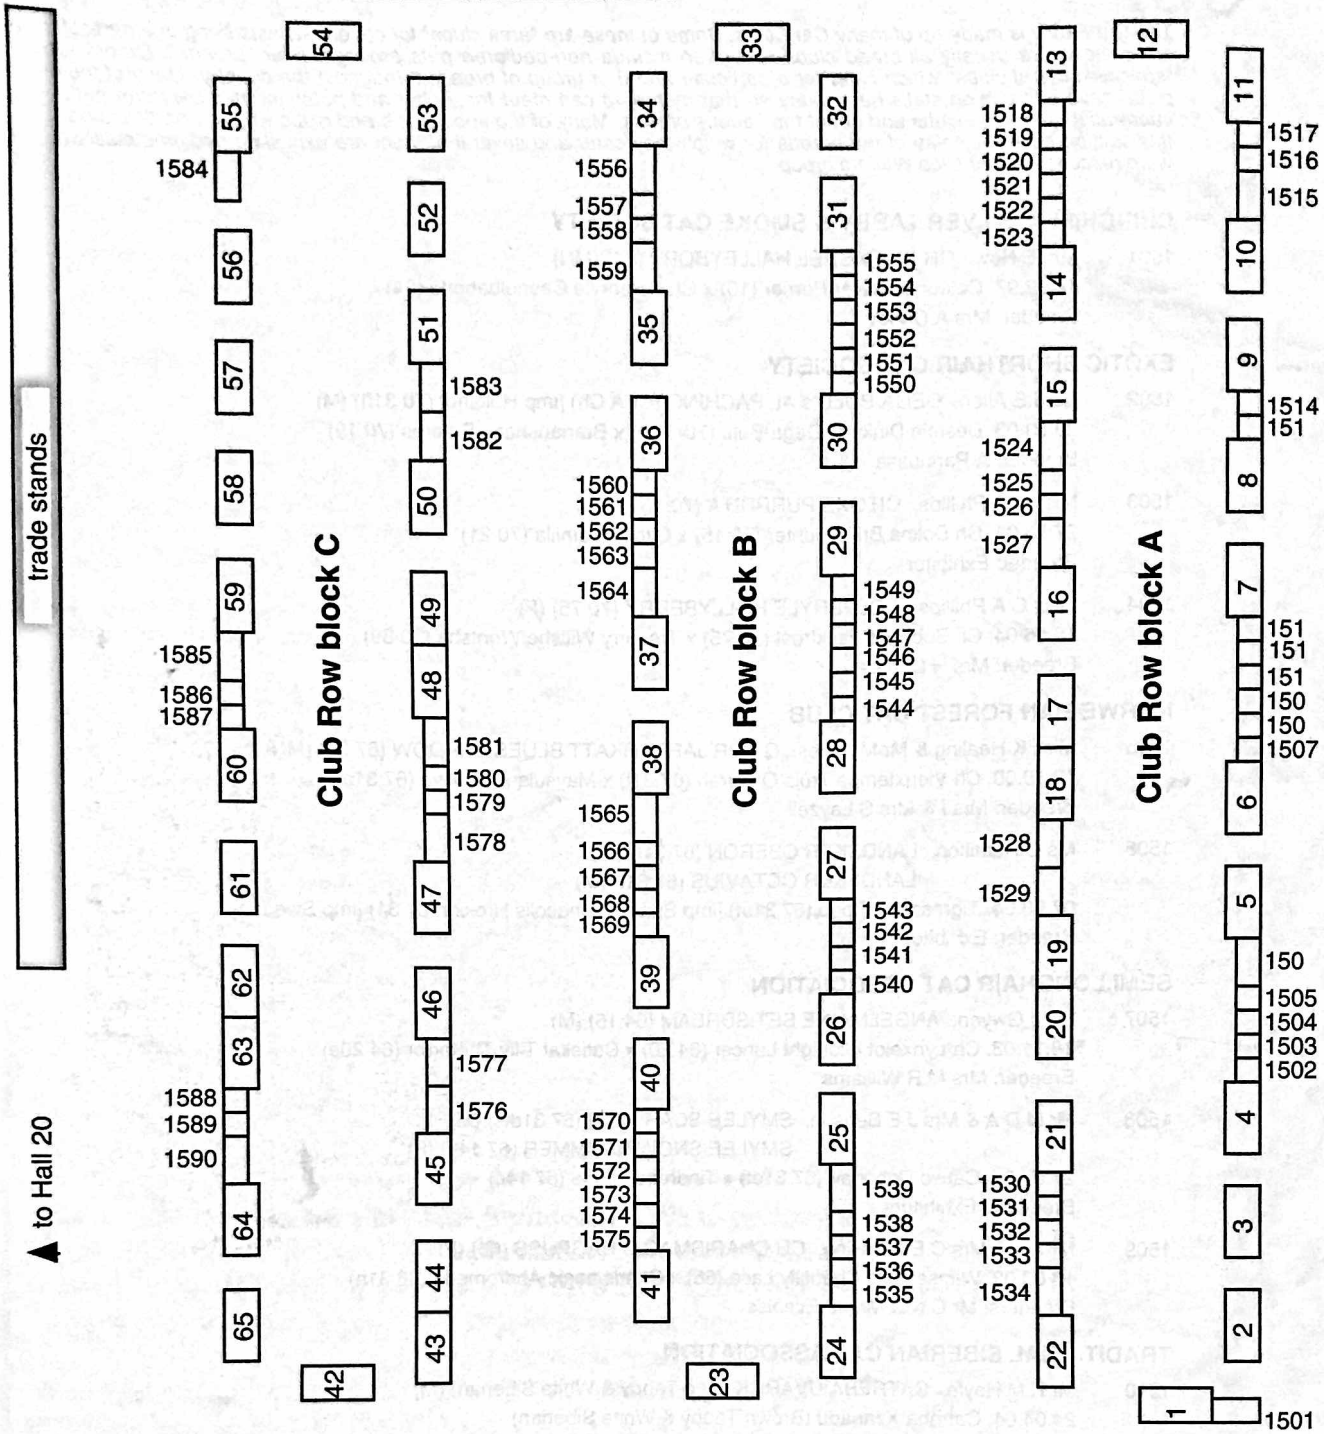 ▲ to Hall 20
trade stands
1590 1589 1588 1587 1586 1585 1584
65 64 63 62 61 60 59 58 57 56 55
42 Club Row block C 54
43 44 45 46 47 48 49 50 51 52 53
1576 1577 1578 1579 1580 1581 1582 1583
1575 1574 1573 1572 1571 1570 1569 1568 1567 1566 1565 1564 1563 1562 1561 1560 1559 1558 1557 1556
41 40 39 38 37 36 35 34
23 Club Row block B 33
24 25 26 27 28 29 30 31 32
1535 1536 1537 1538 1539 1540 1541 1542 1543 1544 1545 1546 1547 1548 1549 1550 1551 1552 1553 1554 1555
1534 1533 1532 1531 1530 1529 1528 1527 1526 1525 1524 1523 1522 1521 1520 1519 1518
22 21 20 19 18 17 16 15 14 13
1 Club Row block A 12
2 3 4 5 6 7 8 9 10 11
1501 1502 1503 1504 1505 150 1507 150 150 151 151 151 151 1514 1515 1516 1517